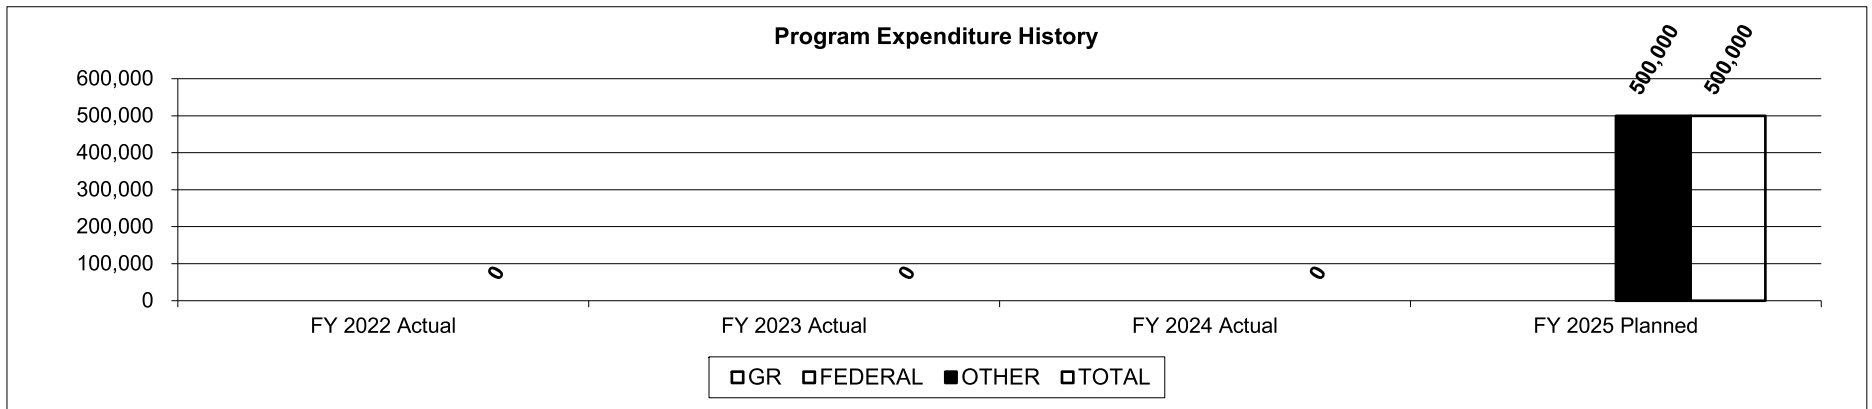 Program Expenditure History
500,000
500,000
600,000
500,000
400,000
300,000
200,000
100,000
0
0
0
0
FY 2022 Actual
FY 2023 Actual
FY 2024 Actual
FY 2025 Planned
GR FEDERAL OTHER TOTAL